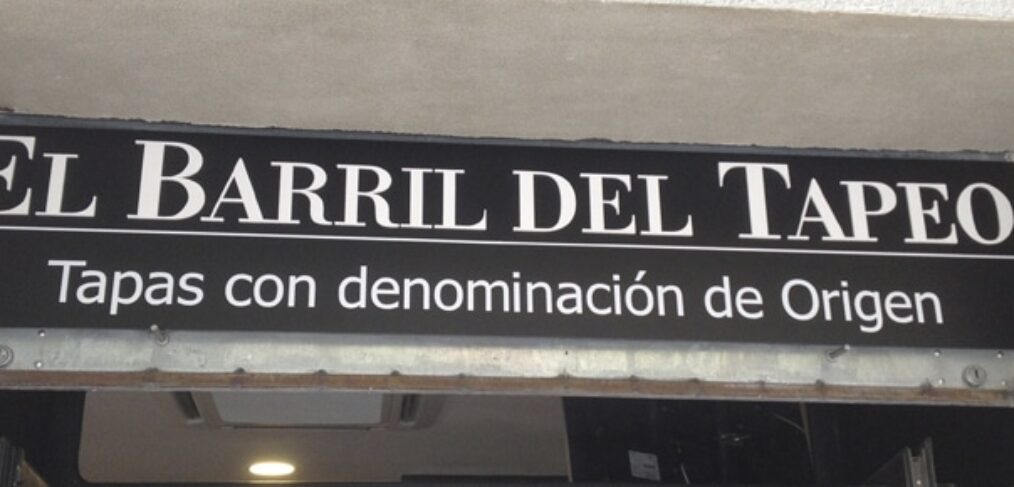 EL BARRIL DEL TAPEO
Tapas con denominación de Origen